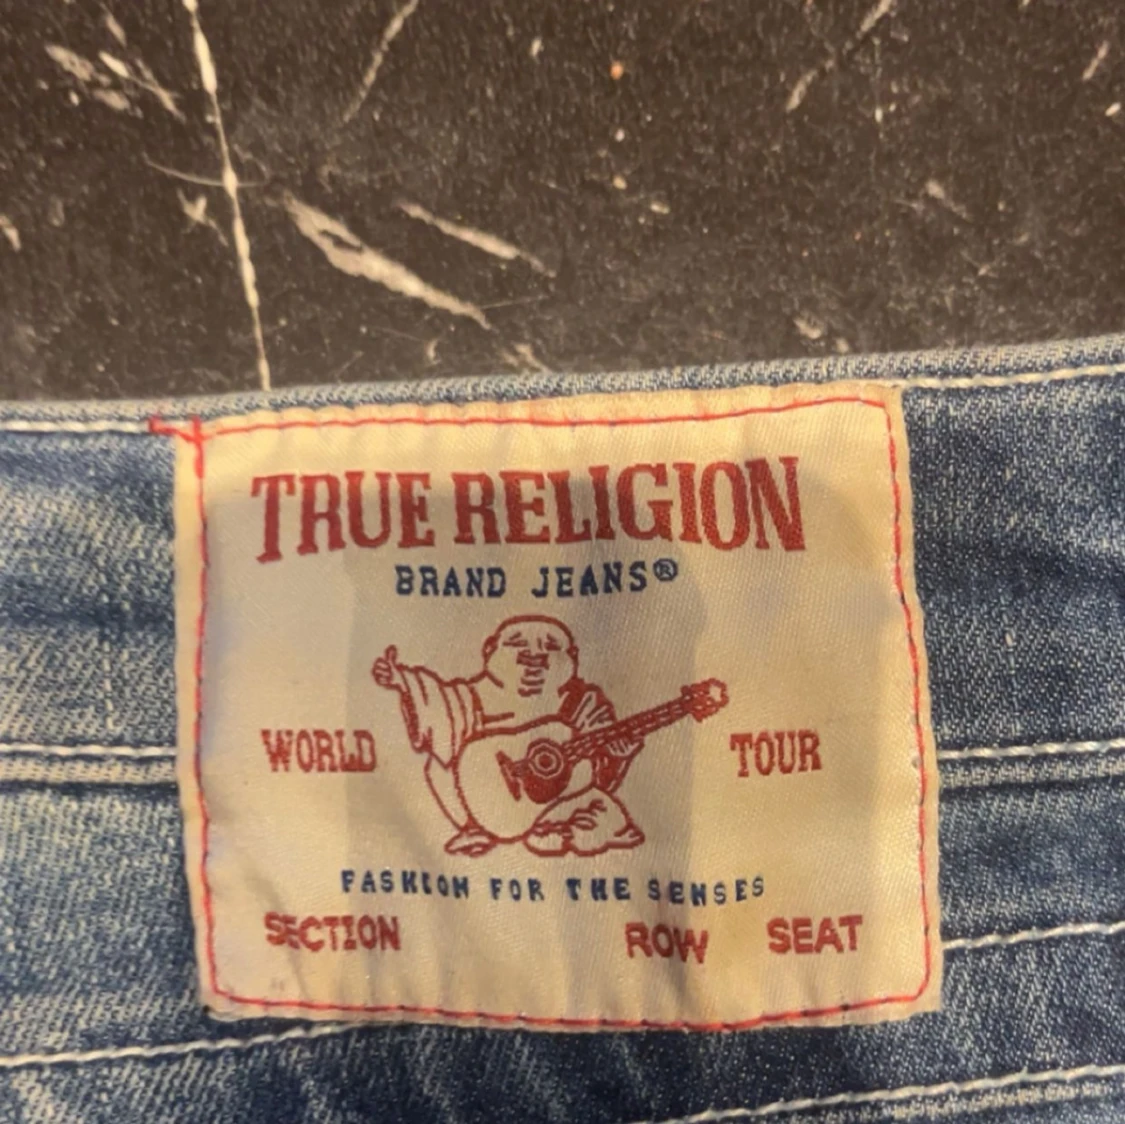 TRUE RELIGION
BRAND JEANS®
WORLD TOUR
FASHION FOR THE SENSES
SECTION ROW SEAT